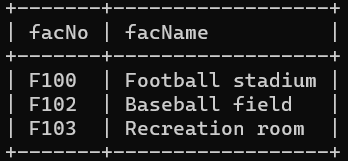 +-------+------------------+
| facNo | facName          |
+-------+------------------+
| F100  | Football stadium |
| F102  | Baseball field   |
| F103  | Recreation room  |
+-------+------------------+